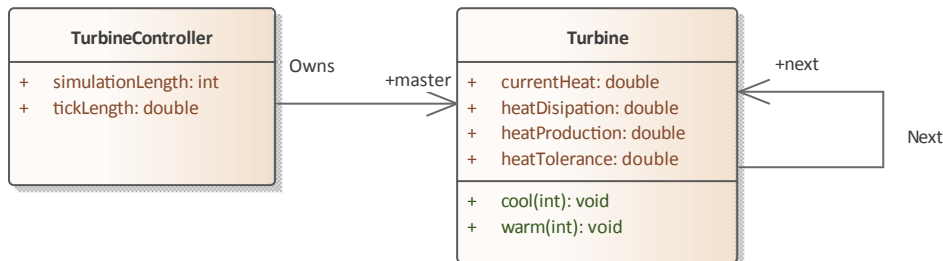 TurbineController
+ simulationLength: int
+ tickLength: double
Owns
+master
Turbine
+ currentHeat: double
+ heatDisipation: double
+ heatProduction: double
+ heatTolerance: double
+ cool(int): void
+ warm(int): void
+next
Next